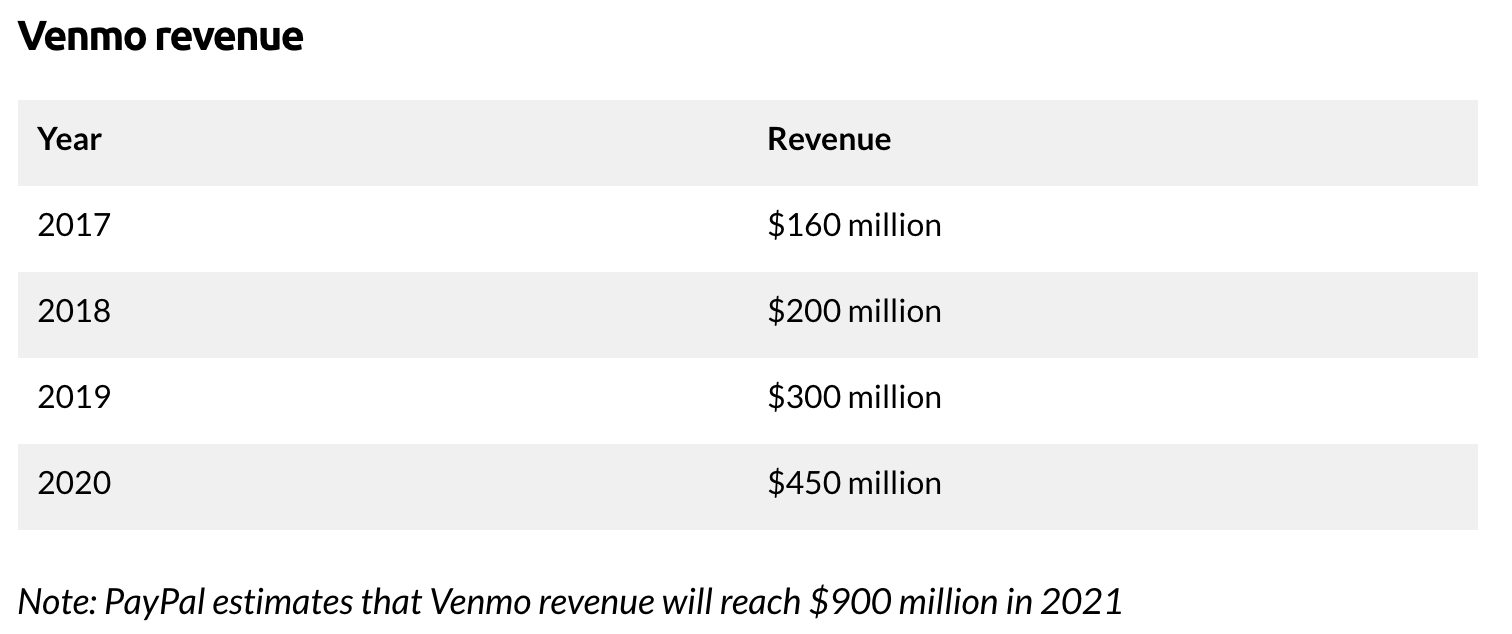 Venmo revenue
Year Revenue
2017 $160 million
2018 $200 million
2019 $300 million
2020 $450 million
Note: PayPal estimates that Venmo revenue will reach $900 million in 2021